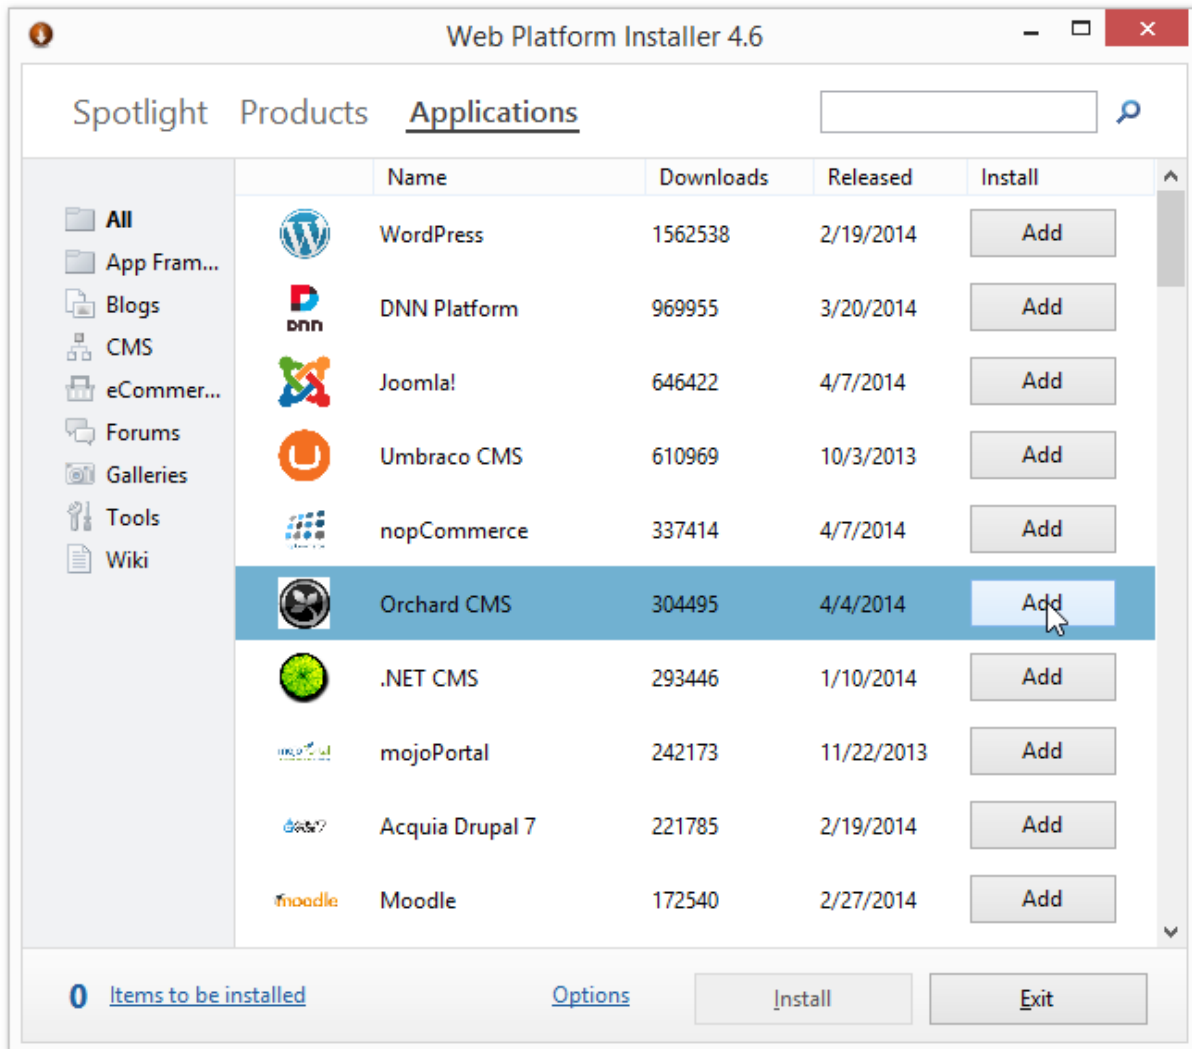 Web Platform Installer 4.6
Spotlight Products Applications
Name Downloads Released Install
All
App Fram...
Blogs
CMS
eCommer...
Forums
Galleries
Tools
Wiki
WordPress 1562538 2/19/2014 Add
DNN Platform 969955 3/20/2014 Add
DNN
Joomla! 646422 4/7/2014 Add
Umbraco CMS 610969 10/3/2013 Add
nopCommerce 337414 4/7/2014 Add
Orchard CMS 304495 4/4/2014 Add
.NET CMS 293446 1/10/2014 Add
mojoPortal 242173 11/22/2013 Add
Acquia Drupal 7 221785 2/19/2014 Add
moodle Moodle 172540 2/27/2014 Add
0 Items to be installed Options Install Exit